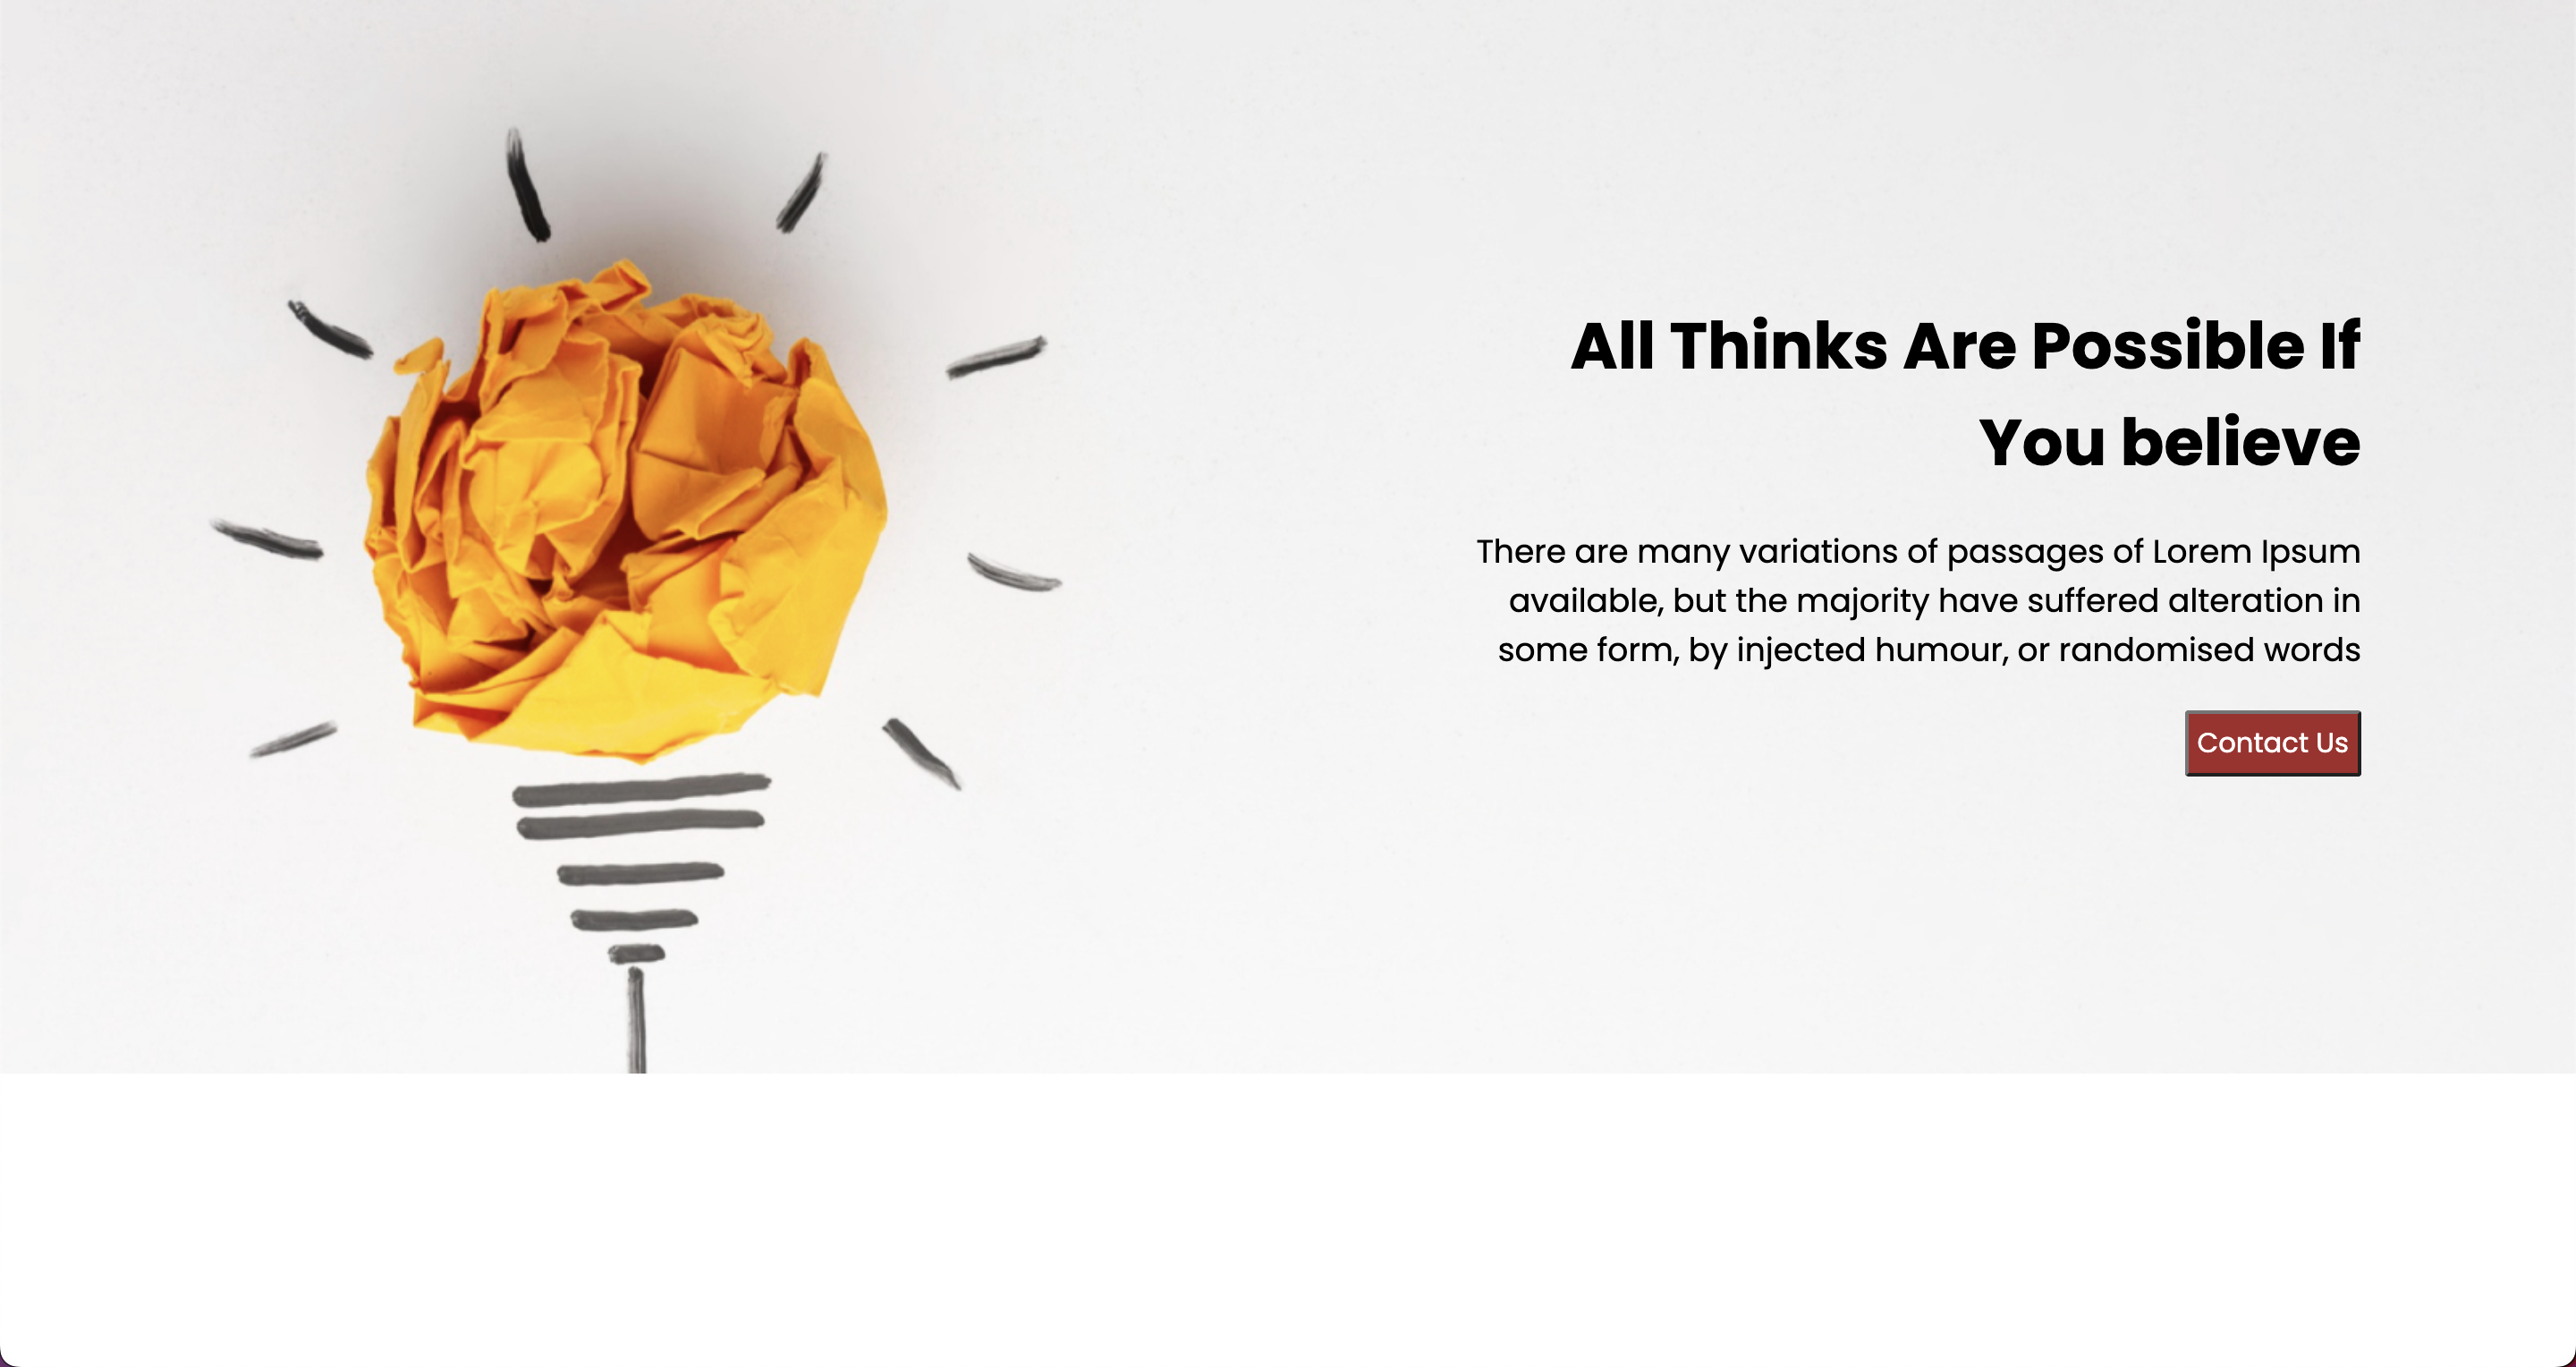 All Thinks Are Possible If
You believe
There are many variations of passages of Lorem Ipsum
available, but the majority have suffered alteration in
some form, by injected humour, or randomised words
Contact Us